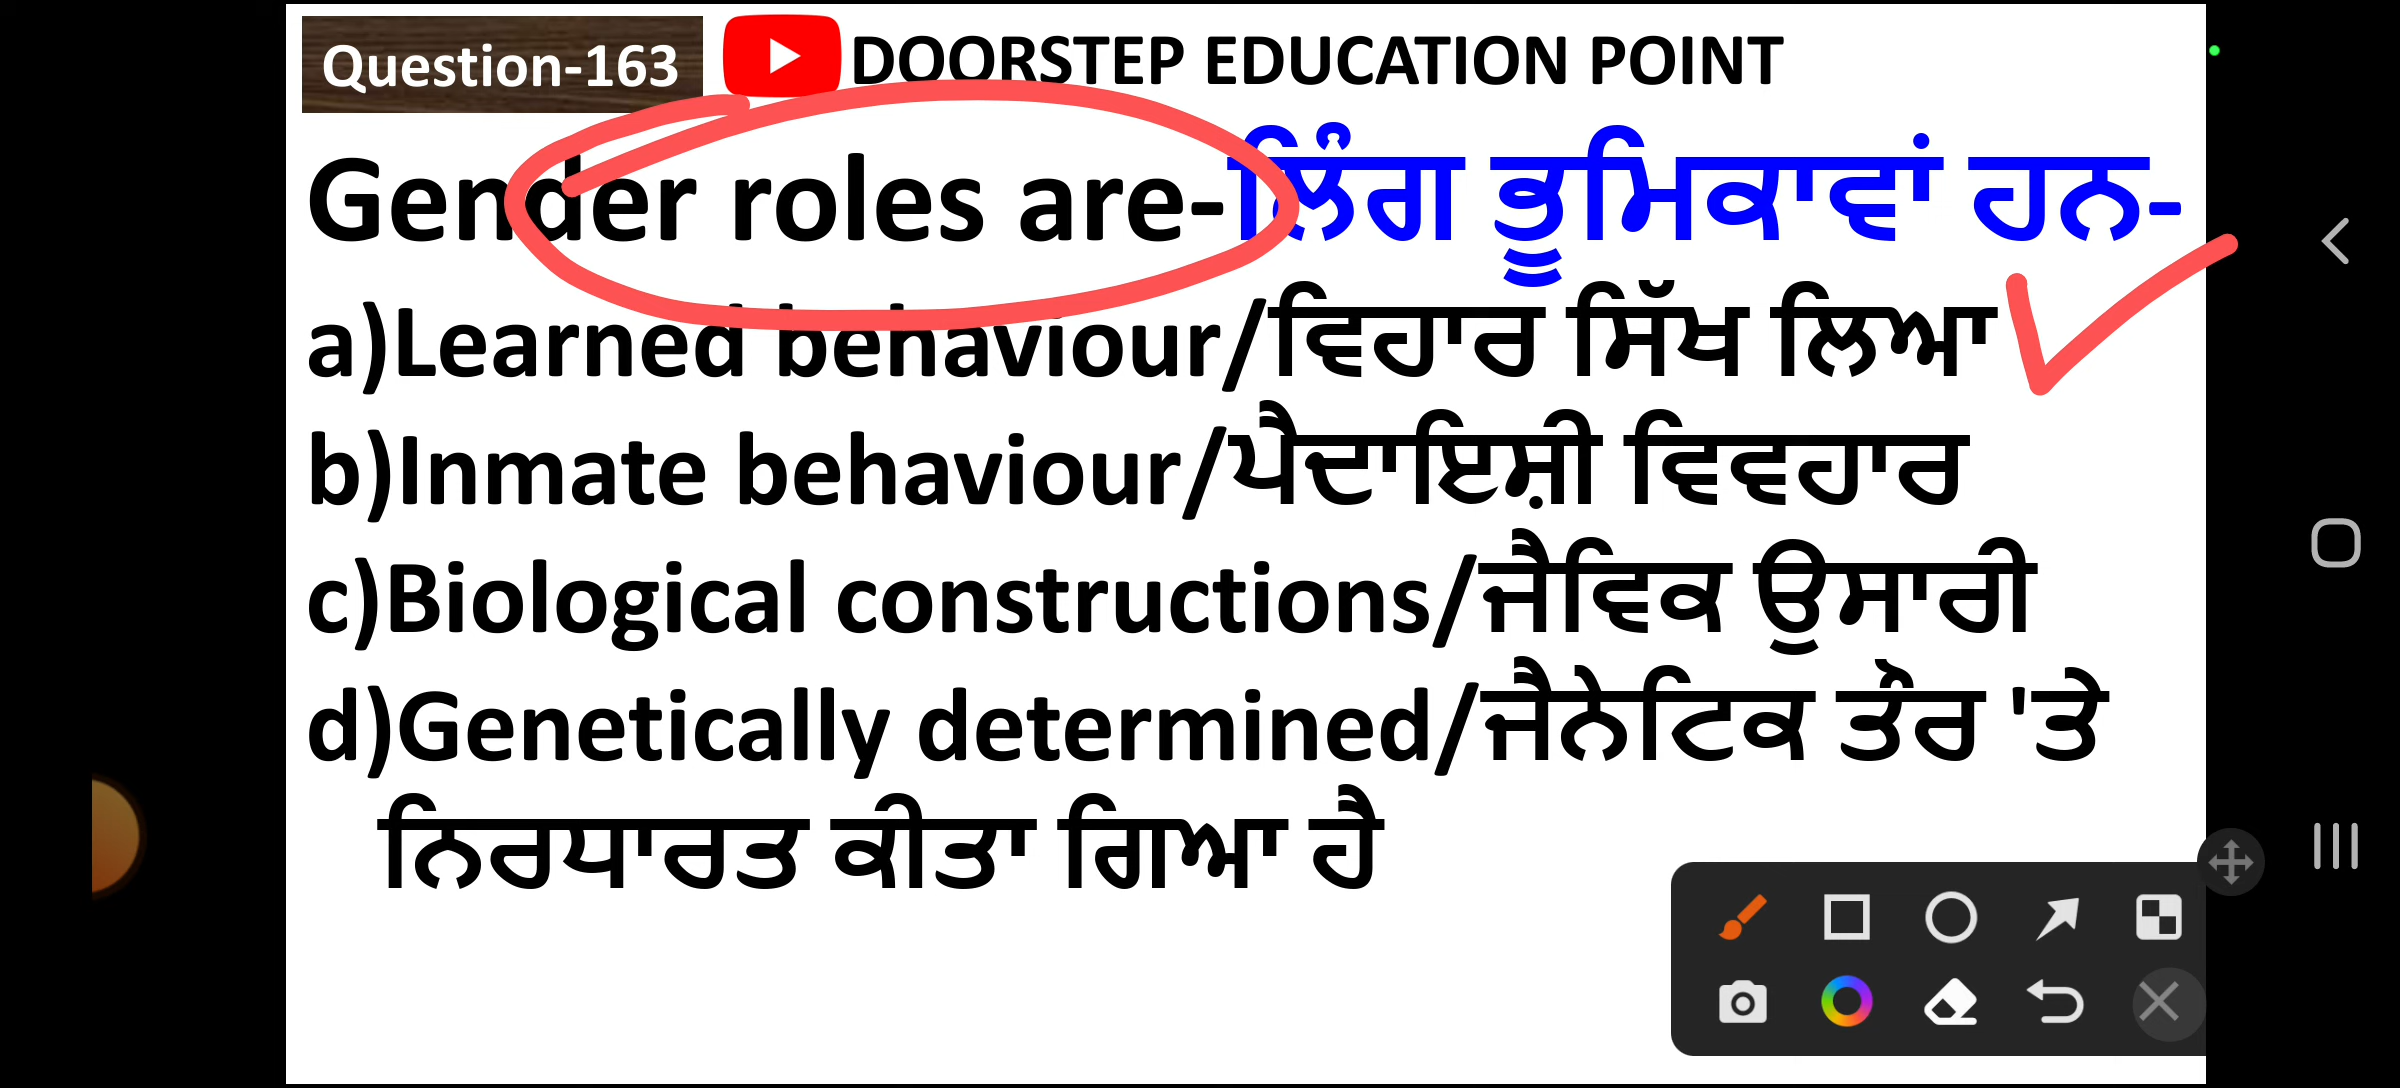 Question-163 DOORSTEP EDUCATION POINT
Gender roles are-ਲਿੰਗ ਭੂਮਿਕਾਵਾਂ ਹਨ-
a)Learned behaviour/ਵਿਹਾਰ ਸਿੱਖ ਲਿਆ
b)Inmate behaviour/ਪੈਦਾਇਸ਼ੀ ਵਿਵਹਾਰ
c)Biological constructions/ਜੈਵਿਕ ਉਸਾਰੀ
d)Genetically determined/ਜੈਨੇਟਿਕ ਤੌਰ 'ਤੇ
ਨਿਰਧਾਰਤ ਕੀਤਾ ਗਿਆ ਹੈ